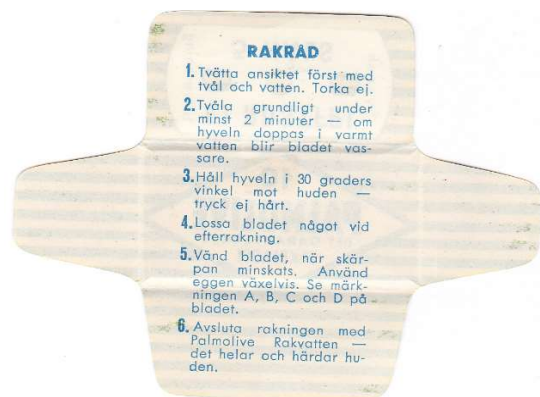 RAKRÅD
1. Tvätta ansiktet först med
tvål och vatten. Torka ej.
2. Tvåla grundligt under
minst 2 minuter — om
hyveln doppas i varmt
vatten blir bladet vas-
sare.
3. Håll hyveln i 30 graders
vinkel mot huden —
tryck ej hårt.
4. Lossa bladet något vid
efterrakning.
5. Vänd bladet, när skär-
pan minskats. Använd
eggen växelvis. Se märk-
ningen A, B, C och D på
bladet.
6. Avsluta rakningen med
Palmolive Rakvatten —
det helar och härdar hu-
den.